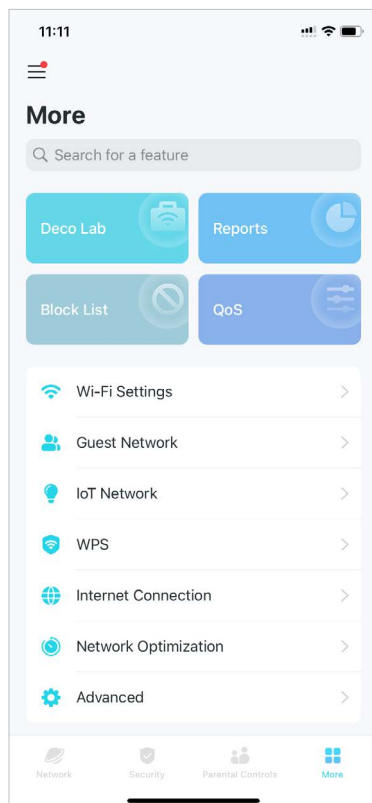 11:11
More
Search for a feature
Deco Lab
Reports
Block List
QoS
Wi-Fi Settings
Guest Network
IoT Network
WPS
Internet Connection
Network Optimization
Advanced
Network Security Parental Controls More